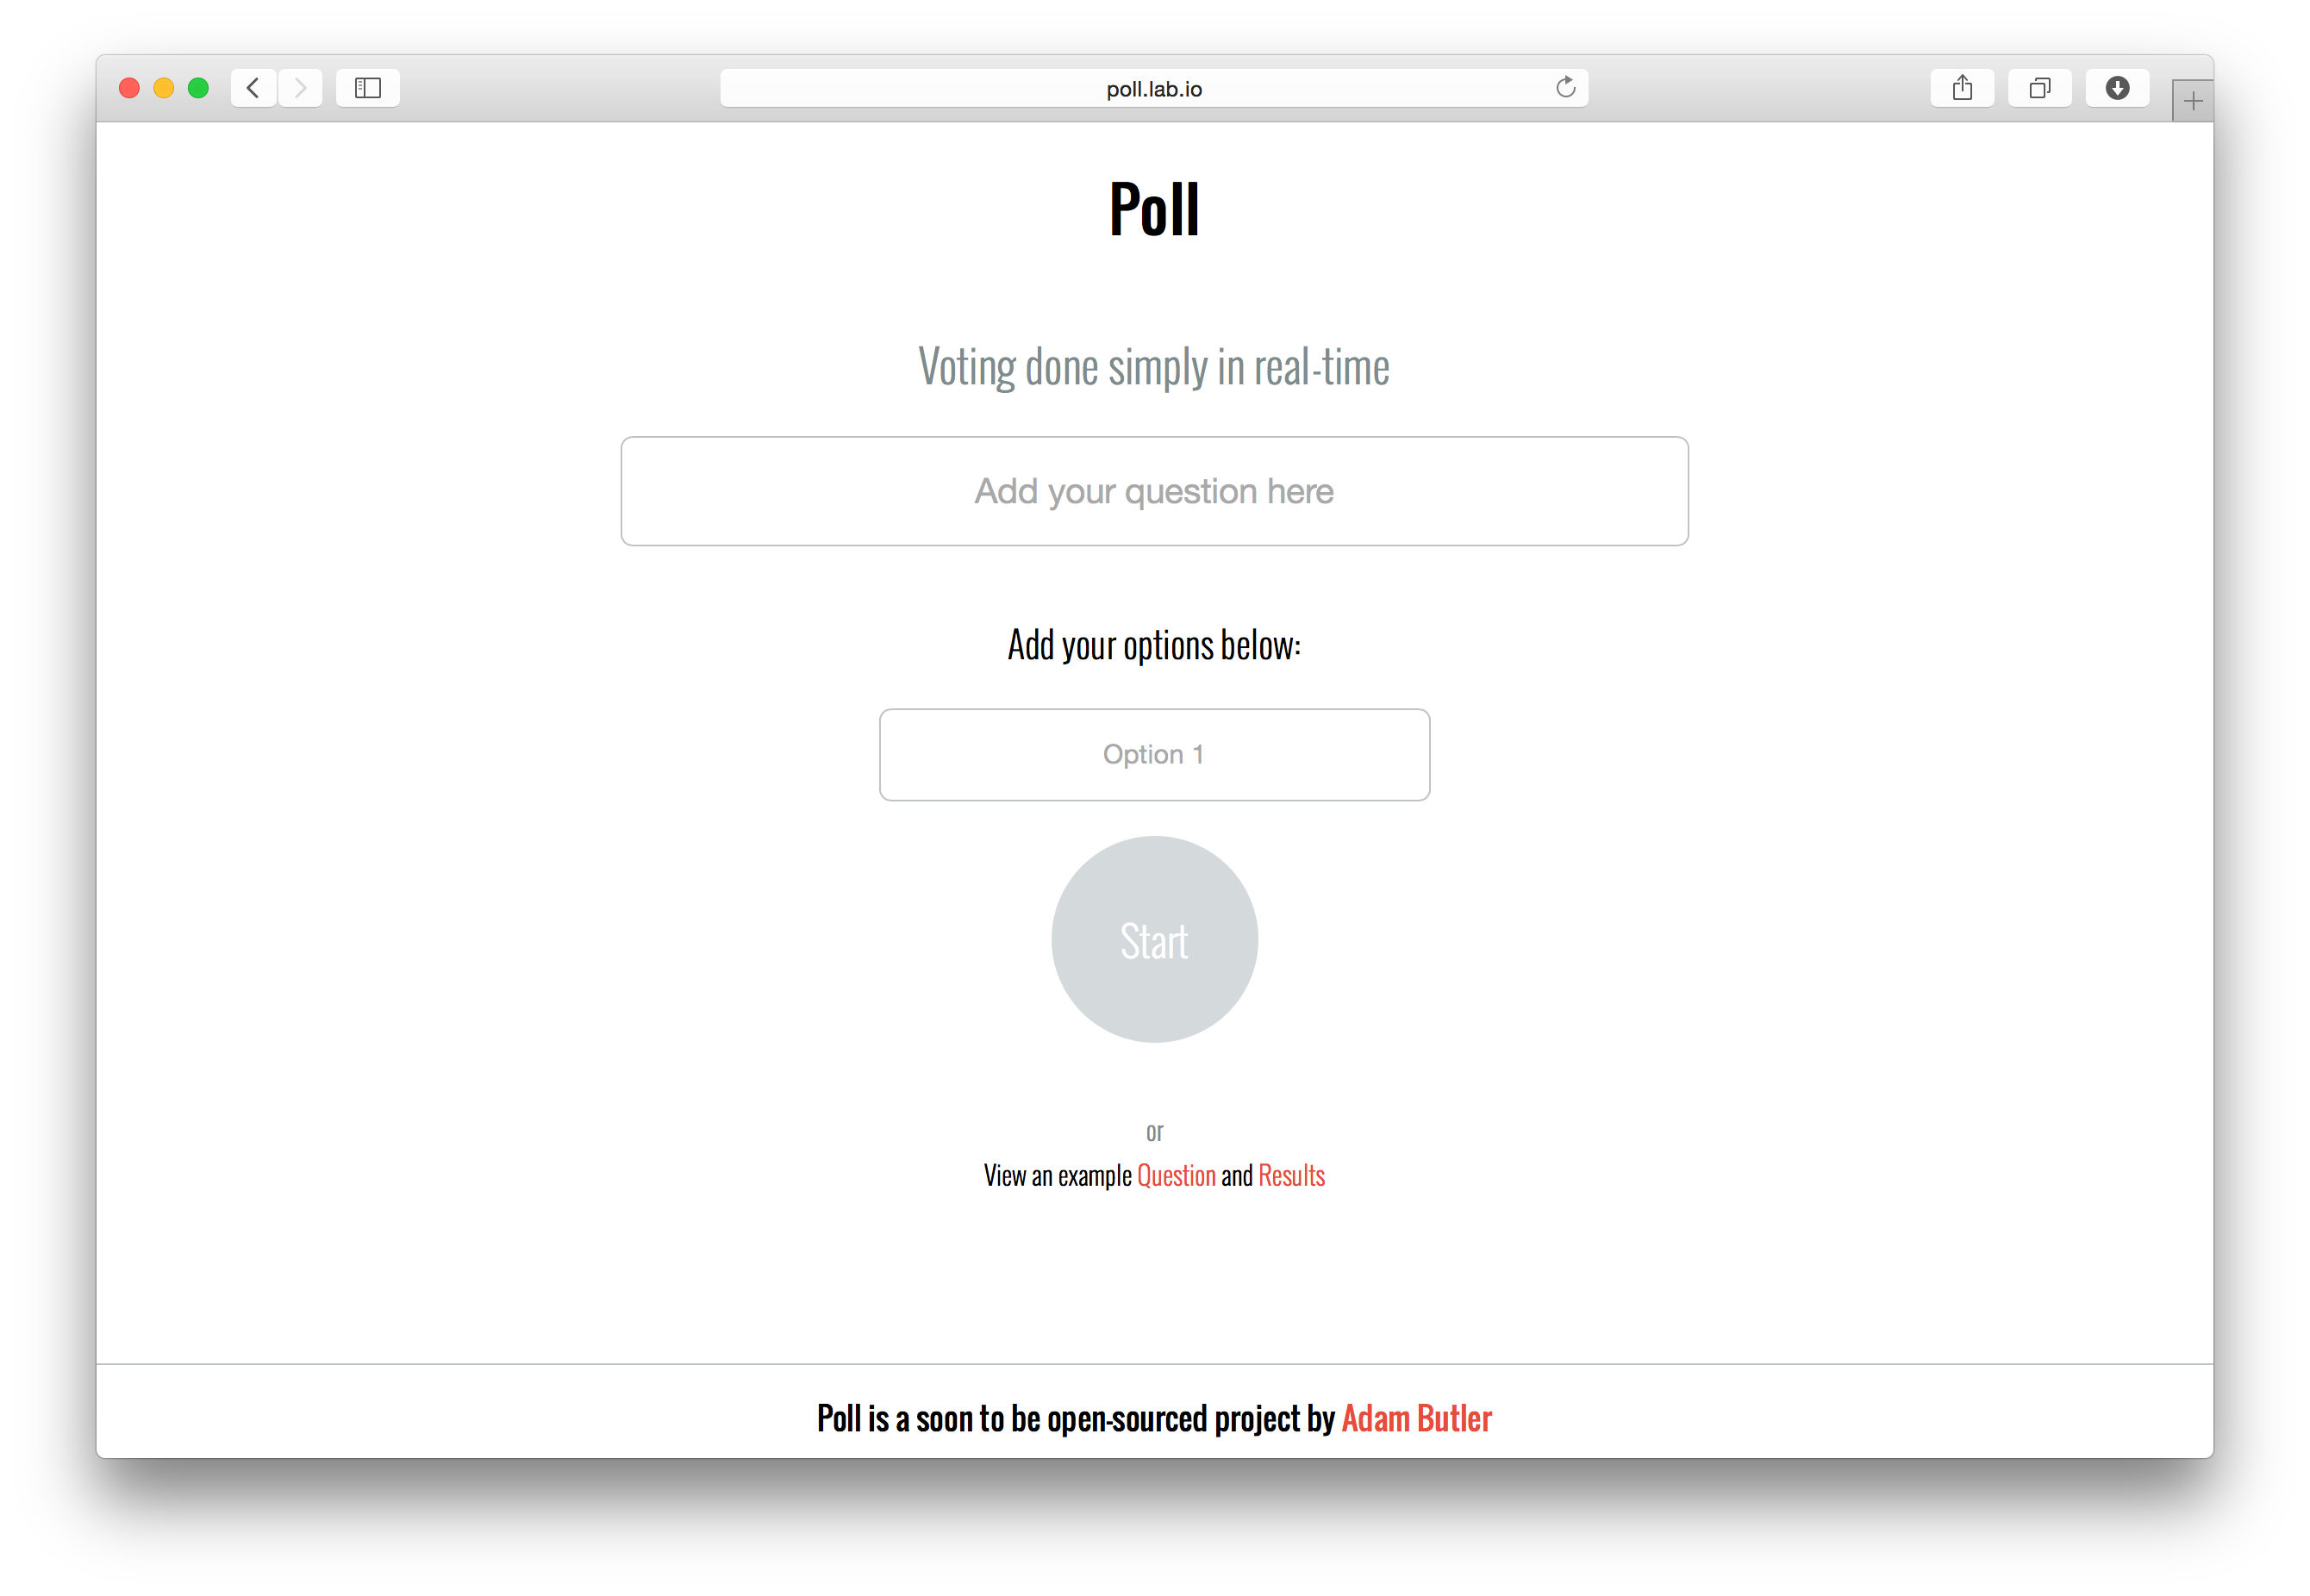 poll.lab.io
Poll
Voting done simply in real-time
Add your question here
Add your options below:
Option 1
Start
or
View an example Question and Results
Poll is a soon to be open-sourced project by Adam Butler